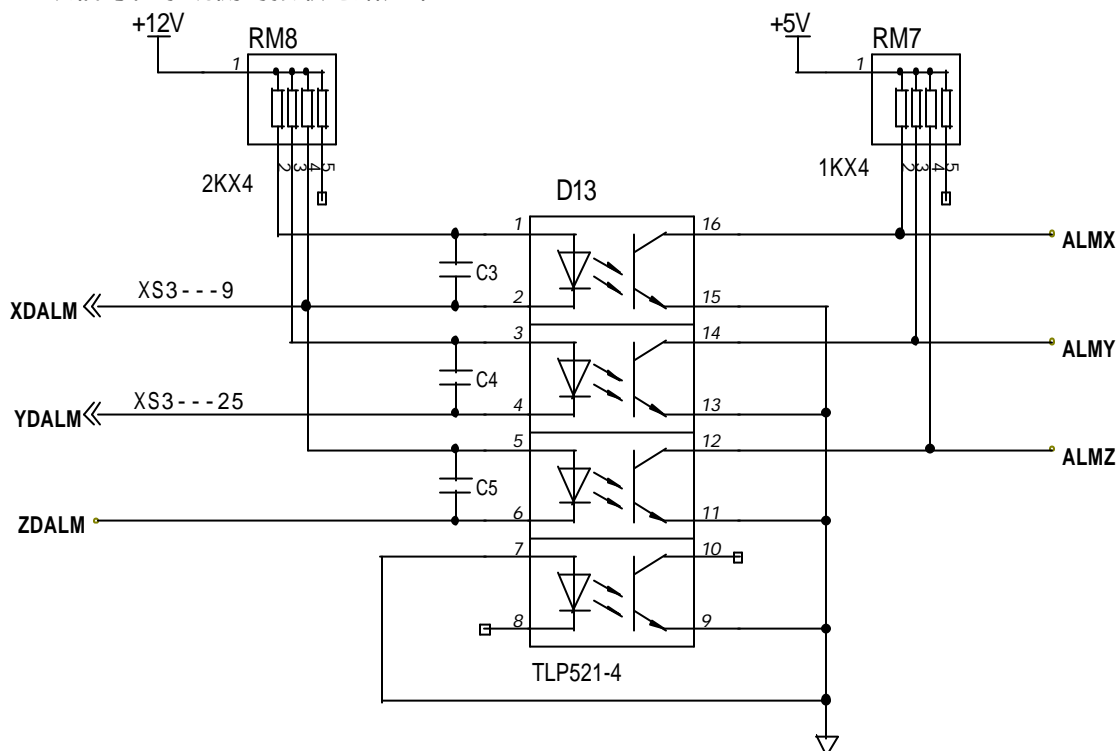 +12V
+5V
RM8
RM7
1
1
2 3 4 5
2 3 4 5
2KX4
1KX4
D13
1
16
ALMX
C3
XS3---9
2
15
XDALM
3
14
ALMY
C4
XS3---25
4
13
YDALM
5
12
ALMZ
C5
ZDALM
6
11
7
10
8
9
TLP521-4